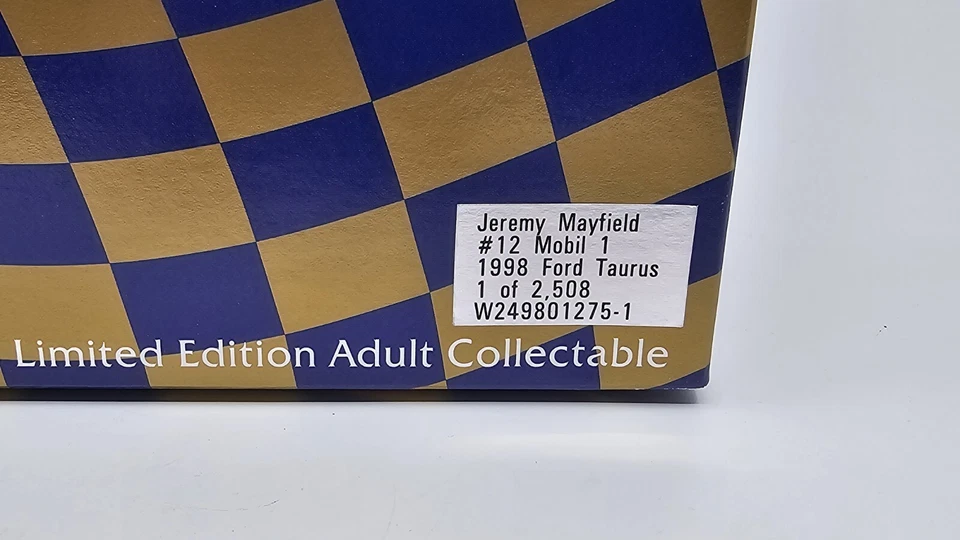 Jeremy Mayfield
#12 Mobil 1
1998 Ford Taurus
1 of 2,508
W249801275-1
Limited Edition Adult Collectable